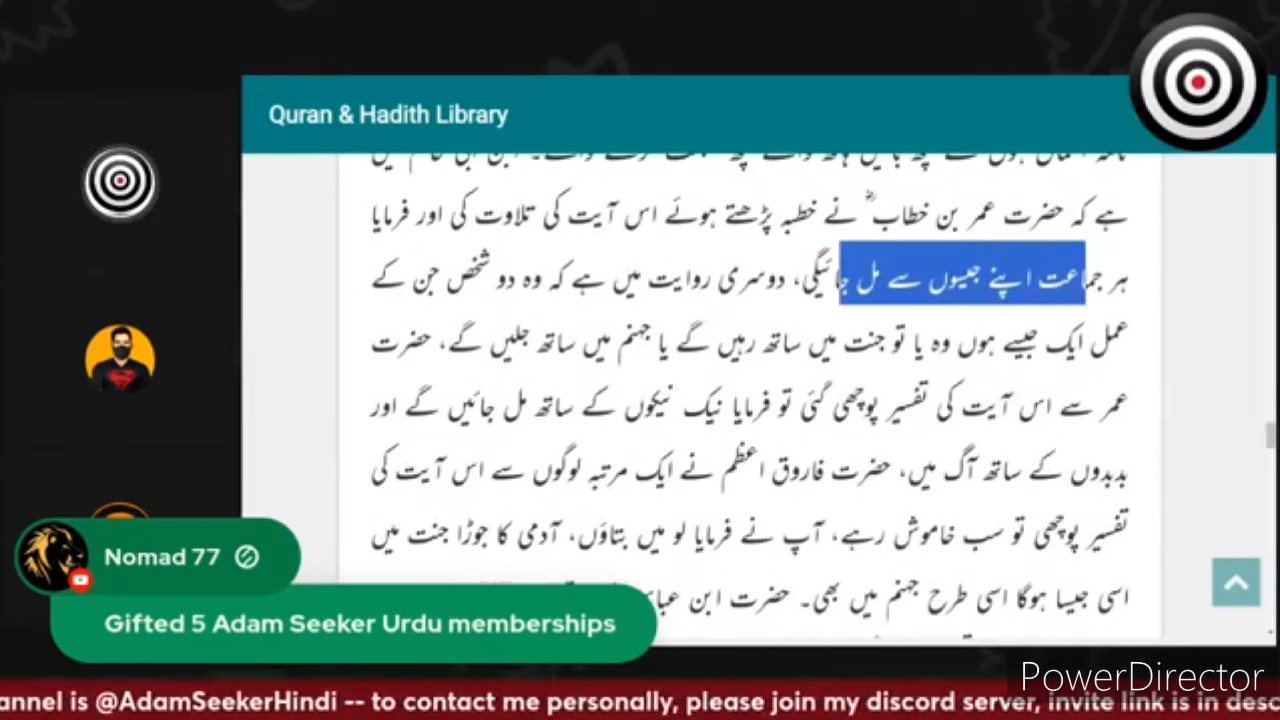 Quran & Hadith Library
ہے کہ حضرت عمر بن خطابؓ نے خطبہ پڑھتے ہوئے اس آیت کی تلاوت کی اور فرمایا
ہر جماعت اپنے جیسوں سے مل جائیگی، دوسری روایت میں ہے کہ وہ دو شخص جن کے
عمل ایک جیسے ہوں وہ یا تو جنت میں ساتھ رہیں گے یا جہنم میں ساتھ جلیں گے، حضرت
عمر سے اس آیت کی تفسیر پوچھی گئی تو فرمایا نیک نیکوں کے ساتھ مل جائیں گے اور
بدبدوں کے ساتھ آگ میں، حضرت فاروق اعظم نے ایک مرتبہ لوگوں سے اس آیت کی
تفسیر پوچھی تو سب خاموش رہے، آپ نے فرمایا لو میں بتاؤں، آدمی کا جوڑا جنت میں
اسی جیسا ہوگا اسی طرح جہنم میں بھی۔ حضرت ابن
Nomad 77
Gifted 5 Adam Seeker Urdu memberships
PowerDirector
annel is @AdamSeekerHindi -- to contact me personally, please join my discord server, invite link is in desc